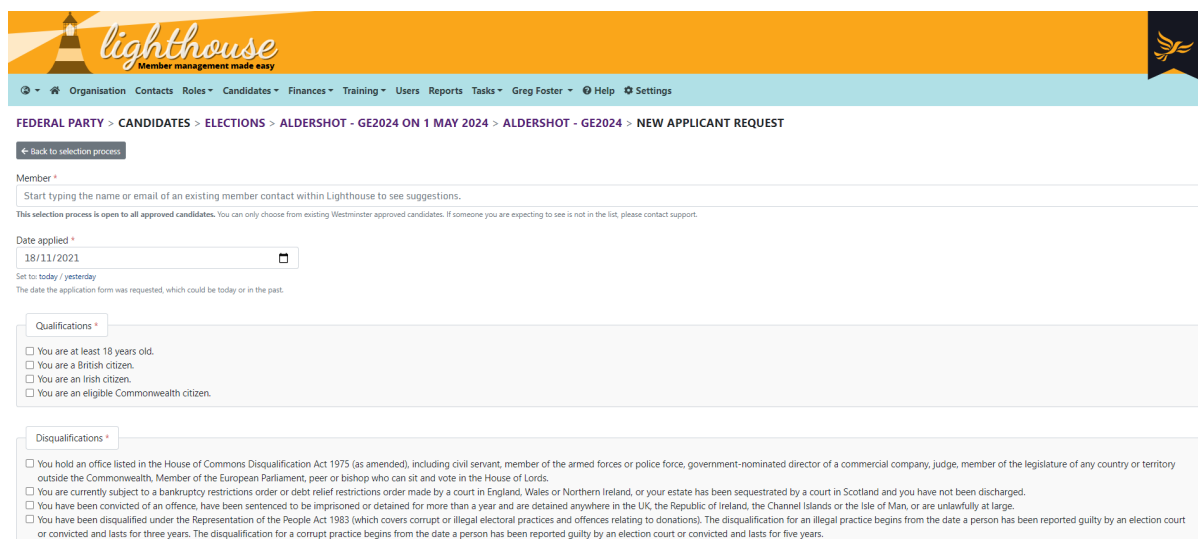 lighthouse
Member management made easy
Organisation Contacts Roles Candidates Finances Training Users Reports Tasks Greg Foster Help Settings
FEDERAL PARTY > CANDIDATES > ELECTIONS > ALDERSHOT - GE2024 ON 1 MAY 2024 > ALDERSHOT - GE2024 > NEW APPLICANT REQUEST
← Back to selection process
Member *
Start typing the name or email of an existing member contact within Lighthouse to see suggestions.
This selection process is open to all approved candidates. You can only choose from existing Westminster approved candidates. If someone you are expecting to see is not in the list, please contact support.
Date applied *
18/11/2021
Set to: today / yesterday
The date the application form was requested, which could be today or in the past.
Qualifications *
You are at least 18 years old.
You are a British citizen.
You are an Irish citizen.
You are an eligible Commonwealth citizen.
Disqualifications *
You hold an office listed in the House of Commons Disqualification Act 1975 (as amended), including civil servant, member of the armed forces or police force, government-nominated director of a commercial company, judge, member of the legislature of any country or territory
outside the Commonwealth, Member of the European Parliament, peer or bishop who can sit and vote in the House of Lords.
You are currently subject to a bankruptcy restrictions order or debt relief restrictions order made by a court in England, Wales or Northern Ireland, or your estate has been sequestrated by a court in Scotland and you have not been discharged.
You have been convicted of an offence, have been sentenced to be imprisoned or detained for more than a year and are detained anywhere in the UK, the Republic of Ireland, the Channel Islands or the Isle of Man, or are unlawfully at large.
You have been disqualified under the Representation of the People Act 1983 (which covers corrupt or illegal electoral practices and offences relating to donations). The disqualification for an illegal practice begins from the date a person has been reported guilty by an election court
or convicted and lasts for three years. The disqualification for a corrupt practice begins from the date a person has been reported guilty by an election court or convicted and lasts for five years.